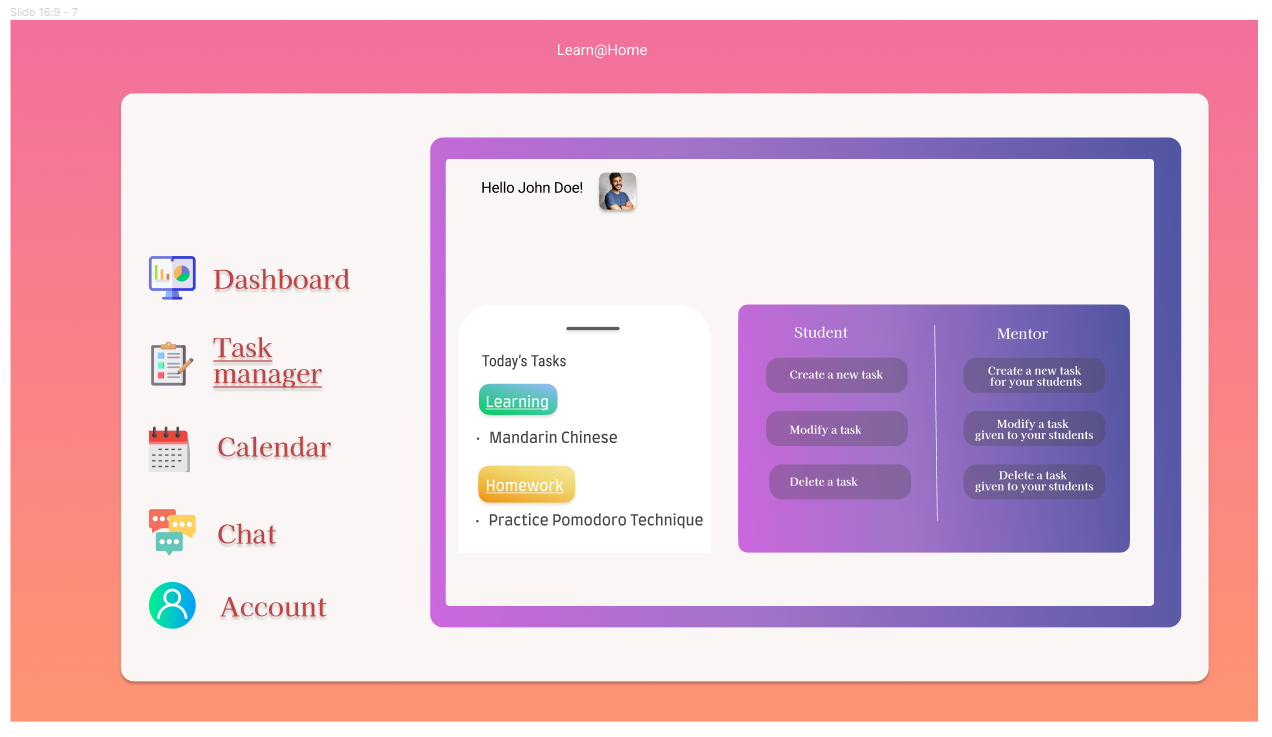 Slide 16:9 - 7
Learn@Home
Hello John Doe!
Dashboard
Task
manager
Calendar
Chat
Account
Today's Tasks
Learning
· Mandarin Chinese
Homework
· Practice Pomodoro Technique
Student
Create a new task
Modify a task
Delete a task
Mentor
Create a new task
for your students
Modify a task
given to your students
Delete a task
given to your students